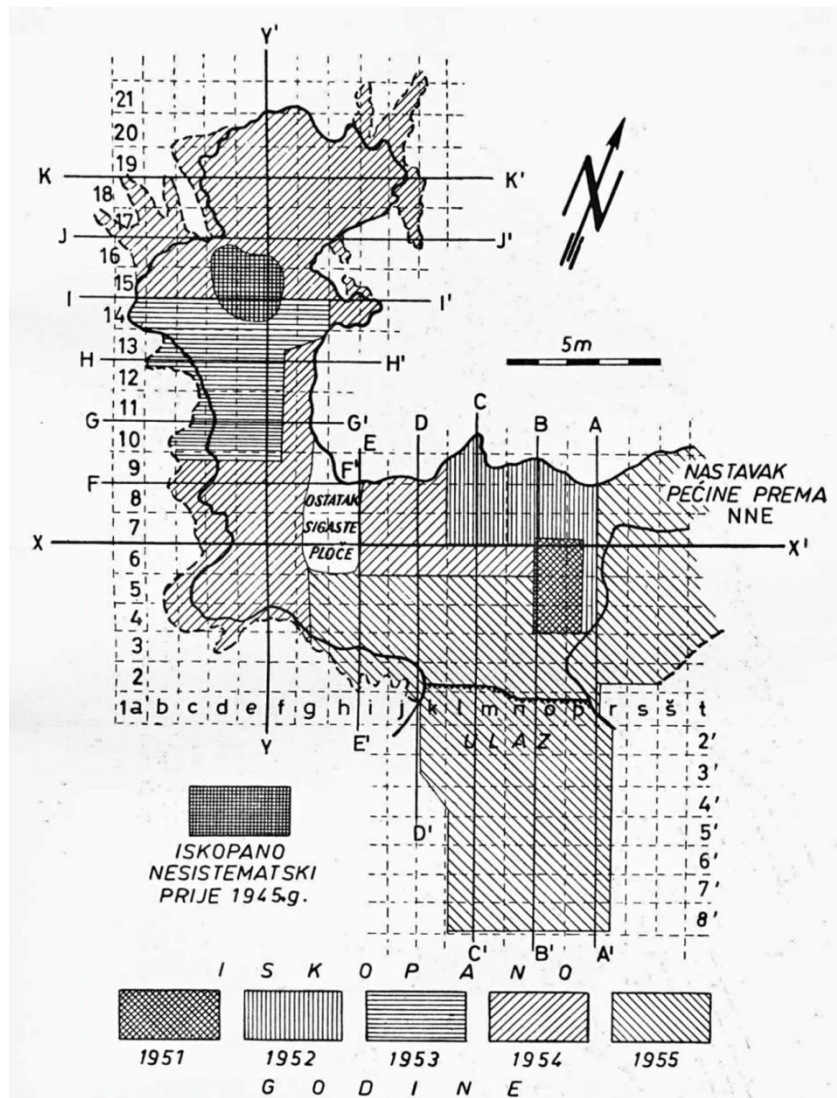 Y'
21
20
K 19 K'
18
17
J J'
16
15
I I'
14
13
H H'
12
5m
11
G G'
10
C
D B A
E
9
F F'
8
OSTATAK
SIGASTE
PLOČE
NASTAVAK
PEĆINE PREMA
NNE
7
X X'
6
5
4
3
2
1a b c d e f g h i j k l m n o p r s š t
ULAZ
Y
E'
2'
3'
4'
D'
5'
6'
7'
8'
C' B' A'
ISKOPANO
NESISTEMATSKI
PRIJE 1945.g.
ISKOPANO
1951 1952 1953 1954 1955
GODINE